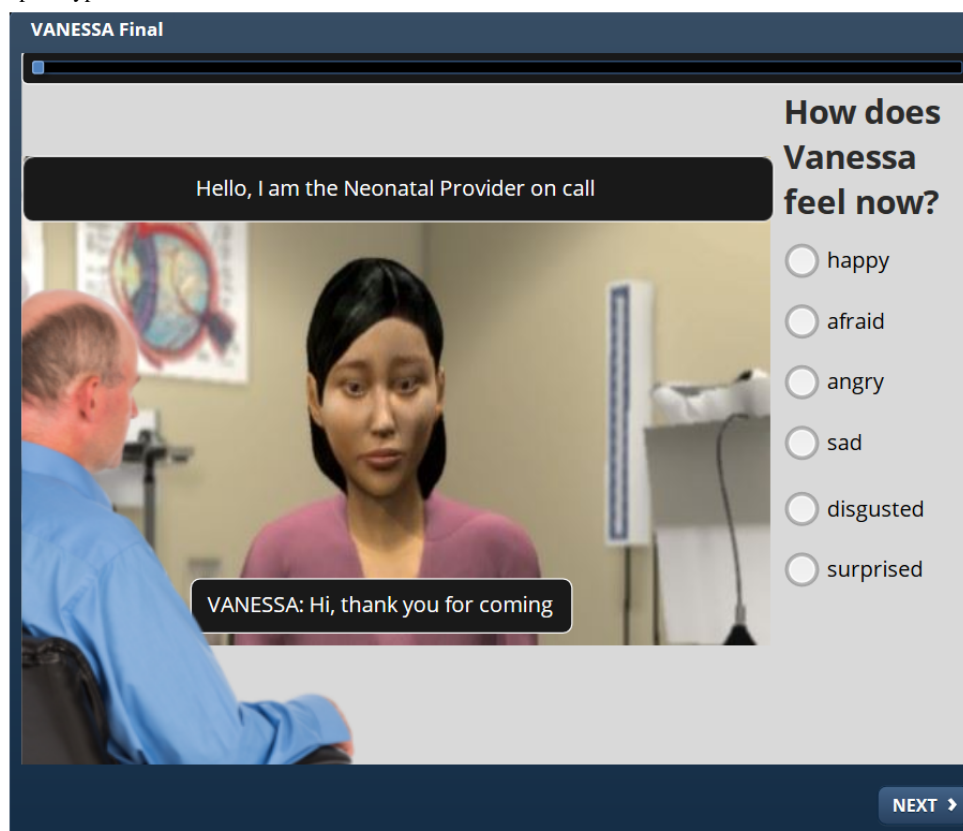 VANESSA Final
Hello, I am the Neonatal Provider on call
VANESSA: Hi, thank you for coming
How does
Vanessa
feel now?
happy
afraid
angry
sad
disgusted
surprised
NEXT